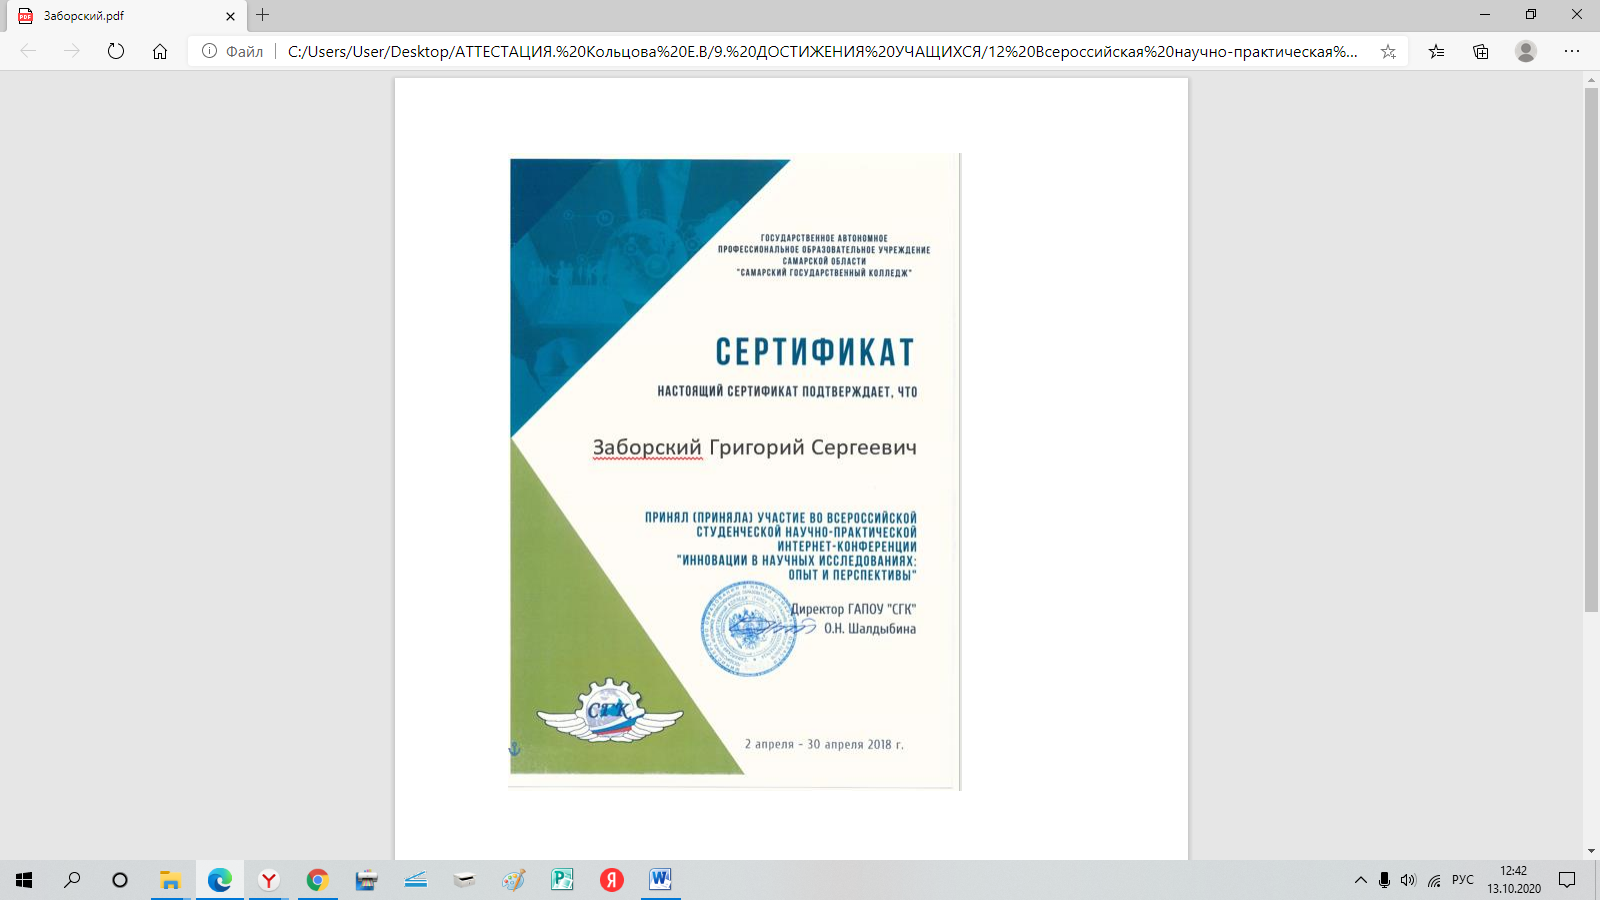 Заборский.pdf
Файл
C:/Users/User/Desktop/АТТЕСТАЦИЯ.%20Кольцова%20Е.В/9.%20ДОСТИЖЕНИЯ%20УЧАЩИХСЯ/12%20Всероссийская%20научно-практическая%...
ГОСУДАРСТВЕННОЕ АВТОНОМНОЕ
ПРОФЕССИОНАЛЬНОЕ ОБРАЗОВАТЕЛЬНОЕ УЧРЕЖДЕНИЕ
САМАРСКОЙ ОБЛАСТИ
"САМАРСКИЙ ГОСУДАРСТВЕННЫЙ КОЛЛЕДЖ"
СЕРТИФИКАТ
НАСТОЯЩИЙ СЕРТИФИКАТ ПОДТВЕРЖДАЕТ, ЧТО
Заборский Григорий Сергеевич
ПРИНЯЛ (ПРИНЯЛА) УЧАСТИЕ ВО ВСЕРОССИЙСКОЙ
СТУДЕНЧЕСКОЙ НАУЧНО-ПРАКТИЧЕСКОЙ
ИНТЕРНЕТ-КОНФЕРЕНЦИИ
"ИННОВАЦИИ В НАУЧНЫХ ИССЛЕДОВАНИЯХ:
ОПЫТ И ПЕРСПЕКТИВЫ"
Директор ГАПОУ "СГК"
О.Н. Шалдыбина
СГК
2 апреля - 30 апреля 2018 г.
РУС
12:42
13.10.2020